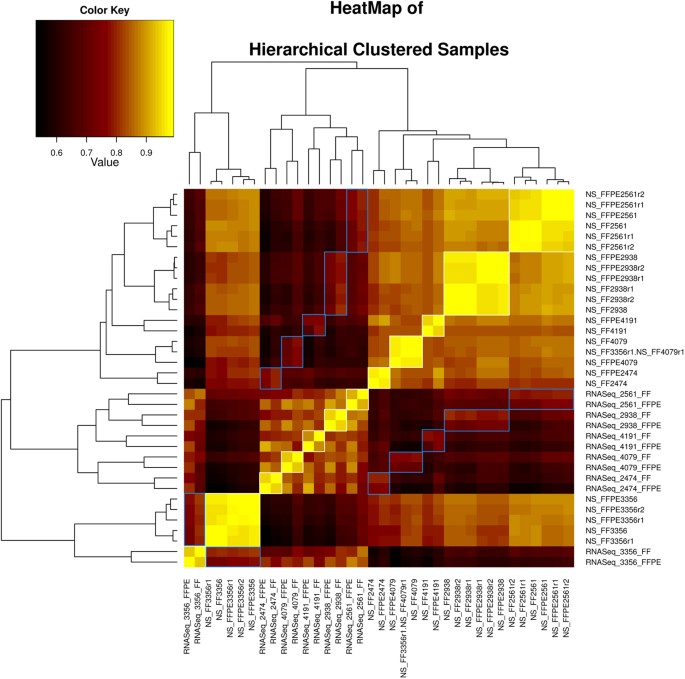 HeatMap of
Hierarchical Clustered Samples
Color Key
0.6 0.7 0.8 0.9
Value
NS_FFPE2561r2
NS_FFPE2561r1
NS_FFPE2561
NS_FF2561
NS_FF2561r1
NS_FF2561r2
NS_FFPE2938
NS_FFPE2938r2
NS_FFPE2938r1
NS_FF2938r1
NS_FF2938r2
NS_FF2938
NS_FFPE4191
NS_FF4191
NS_FF4079
NS_FF3356r1.NS_FF4079r1
NS_FFPE4079
NS_FFPE2474
NS_FF2474
RNASeq_2561_FF
RNASeq_2561_FFPE
RNASeq_2938_FF
RNASeq_2938_FFPE
RNASeq_4191_FF
RNASeq_4191_FFPE
RNASeq_4079_FF
RNASeq_4079_FFPE
RNASeq_2474_FF
RNASeq_2474_FFPE
NS_FFPE3356
NS_FFPE3356r2
NS_FFPE3356r1
NS_FF3356
NS_FF3356r1
RNASeq_3356_FF
RNASeq_3356_FFPE
RNASeq_3356_FFPE
RNASeq_3356_FF
NS_FF3356r1
NS_FF3356
NS_FFPE3356r1
NS_FFPE3356r2
NS_FFPE3356
RNASeq_2474_FFPE
RNASeq_2474_FF
RNASeq_4079_FFPE
RNASeq_4079_FF
RNASeq_4191_FFPE
RNASeq_4191_FF
RNASeq_2938_FFPE
RNASeq_2938_FF
RNASeq_2561_FFPE
RNASeq_2561_FF
NS_FF2474
NS_FFPE2474
NS_FFPE4079
NS_FF3356r1.NS_FF4079r1
NS_FF4079
NS_FF4191
NS_FFPE4191
NS_FF2938
NS_FF2938r2
NS_FF2938r1
NS_FFPE2938r1
NS_FFPE2938r2
NS_FFPE2938
NS_FF2561r2
NS_FF2561r1
NS_FF2561
NS_FFPE2561
NS_FFPE2561r1
NS_FFPE2561r2